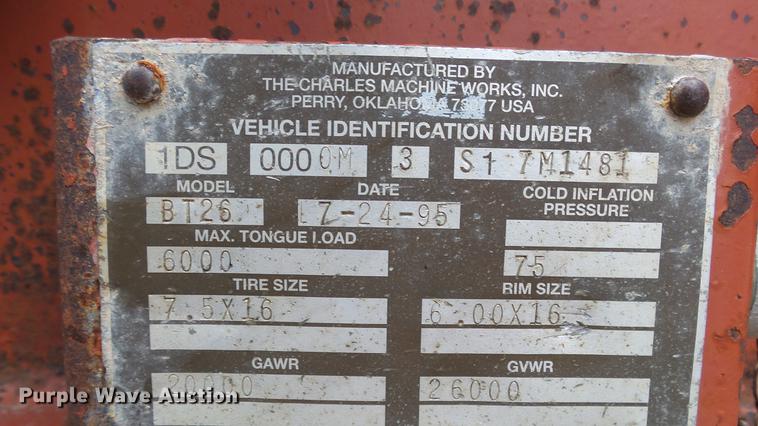 MANUFACTURED BY
THE CHARLES MACHINE WORKS, INC.
PERRY, OKLAHOMA 73077 USA
VEHICLE IDENTIFICATION NUMBER
1DS 0000M 3 S1 7M1481
MODEL DATE COLD INFLATION PRESSURE
BT26 7-24-95
MAX. TONGUE LOAD
6000 75
TIRE SIZE RIM SIZE
7.5X16 6.00X16
GAWR GVWR
20000 26000
Purple Wave Auction